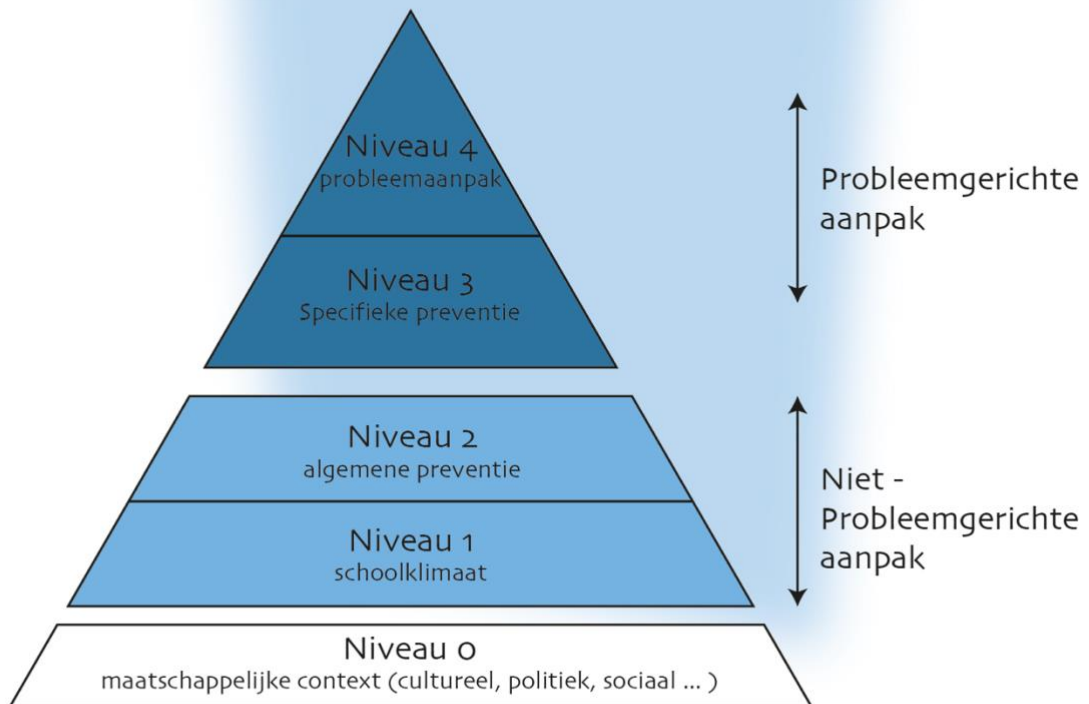 Niveau 4
probleemaanpak
Probleemgerichte
aanpak
Niveau 3
Specifieke preventie
Niveau 2
algemene preventie
Niet -
Probleemgerichte
aanpak
Niveau 1
schoolklimaat
Niveau 0
maatschappelijke context (cultureel, politiek, sociaal ... )